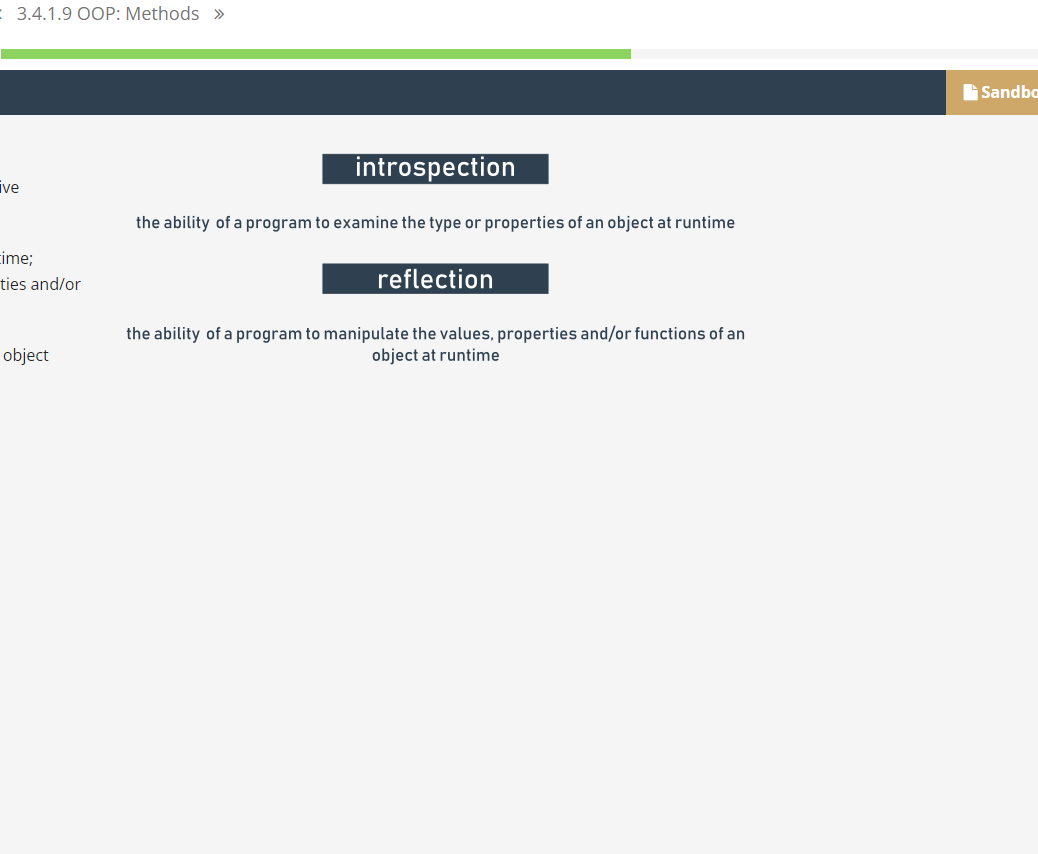 3.4.1.9 OOP: Methods »
Sandbo
introspection
ive
the ability of a program to examine the type or properties of an object at runtime
time;
reflection
ties and/or
the ability of a program to manipulate the values, properties and/or functions of an
object at runtime
object